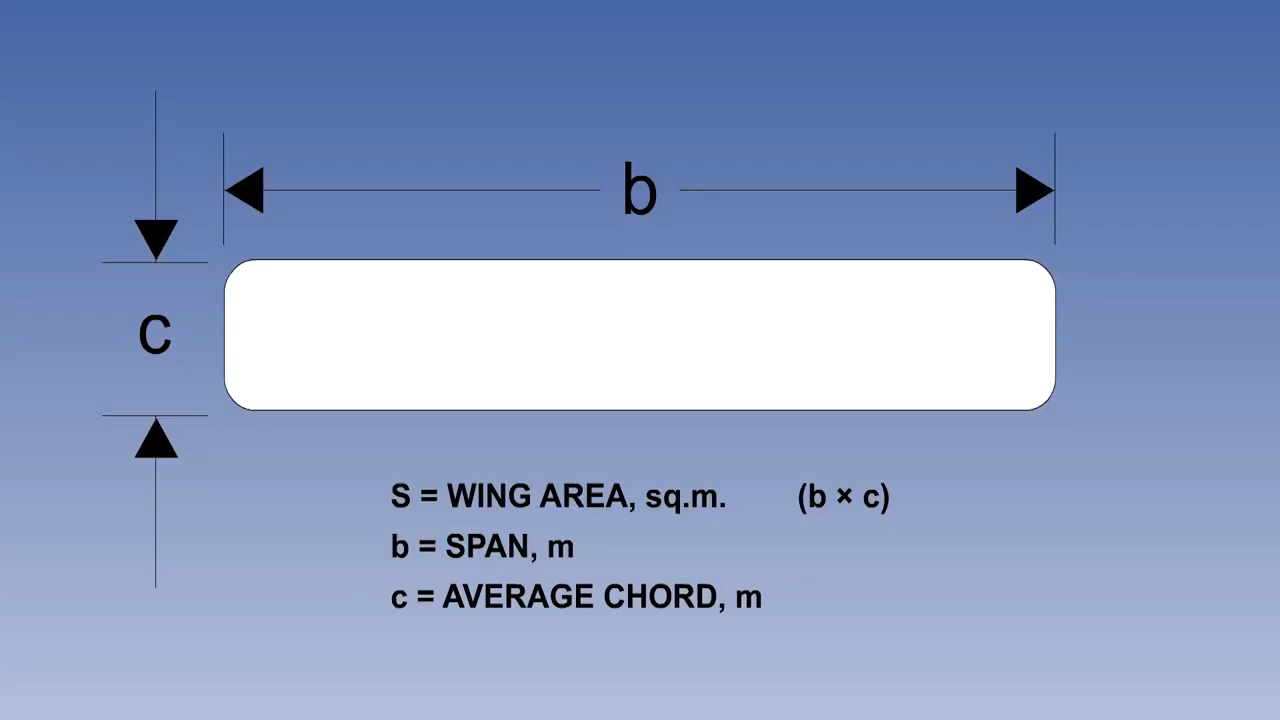 b
c
S = WING AREA, sq.m. (b × c)
b = SPAN, m
c = AVERAGE CHORD, m